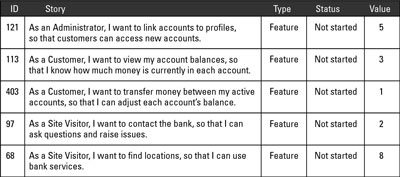 ID Story Type Status Value
121 As an Administrator, I want to link accounts to profiles, Feature Not started 5
so that customers can access new accounts.
113 As a Customer, I want to view my account balances, so Feature Not started 3
that I know how much money is currently in each account.
403 As a Customer, I want to transfer money between my active Feature Not started 1
accounts, so that I can adjust each account's balance.
97 As a Site Visitor, I want to contact the bank, so that I can Feature Not started 2
ask questions and raise issues.
68 As a Site Visitor, I want to find locations, so that I can use Feature Not started 8
bank services.